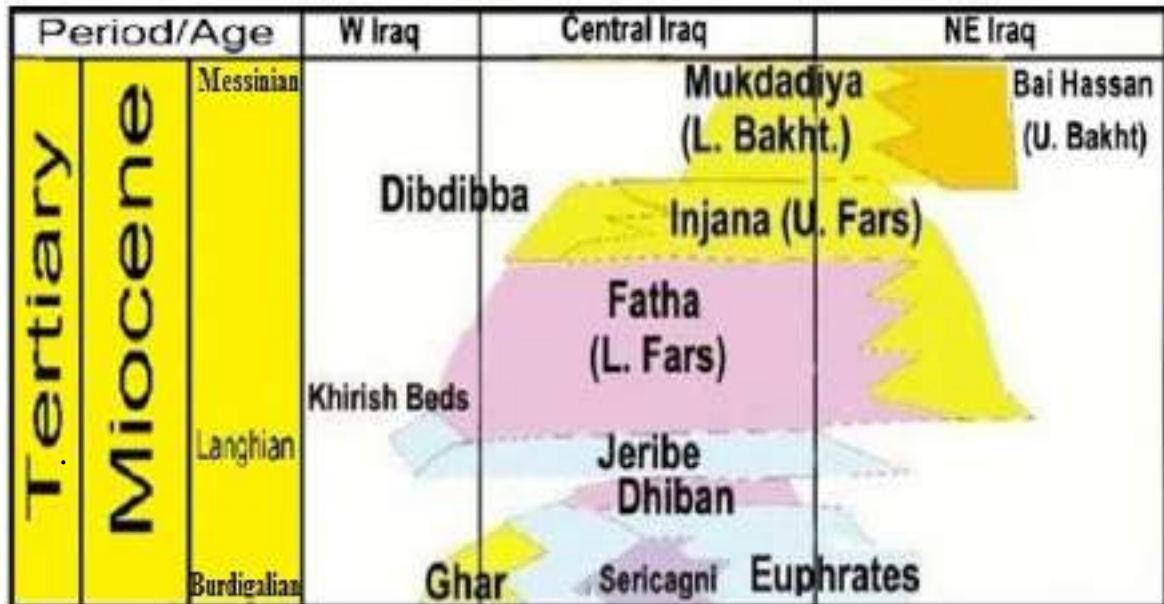 Period/Age
W Iraq
Central Iraq
NE Iraq
Tertiary
Miocene
Messinian
Langhian
Burdigalian
Mukdadiya
(L. Bakht.)
Bai Hassan
(U. Bakht)
Dibdibba
Injana (U. Fars)
Fatha
(L. Fars)
Khirish Beds
Jeribe
Dhiban
Ghar
Sericagni
Euphrates